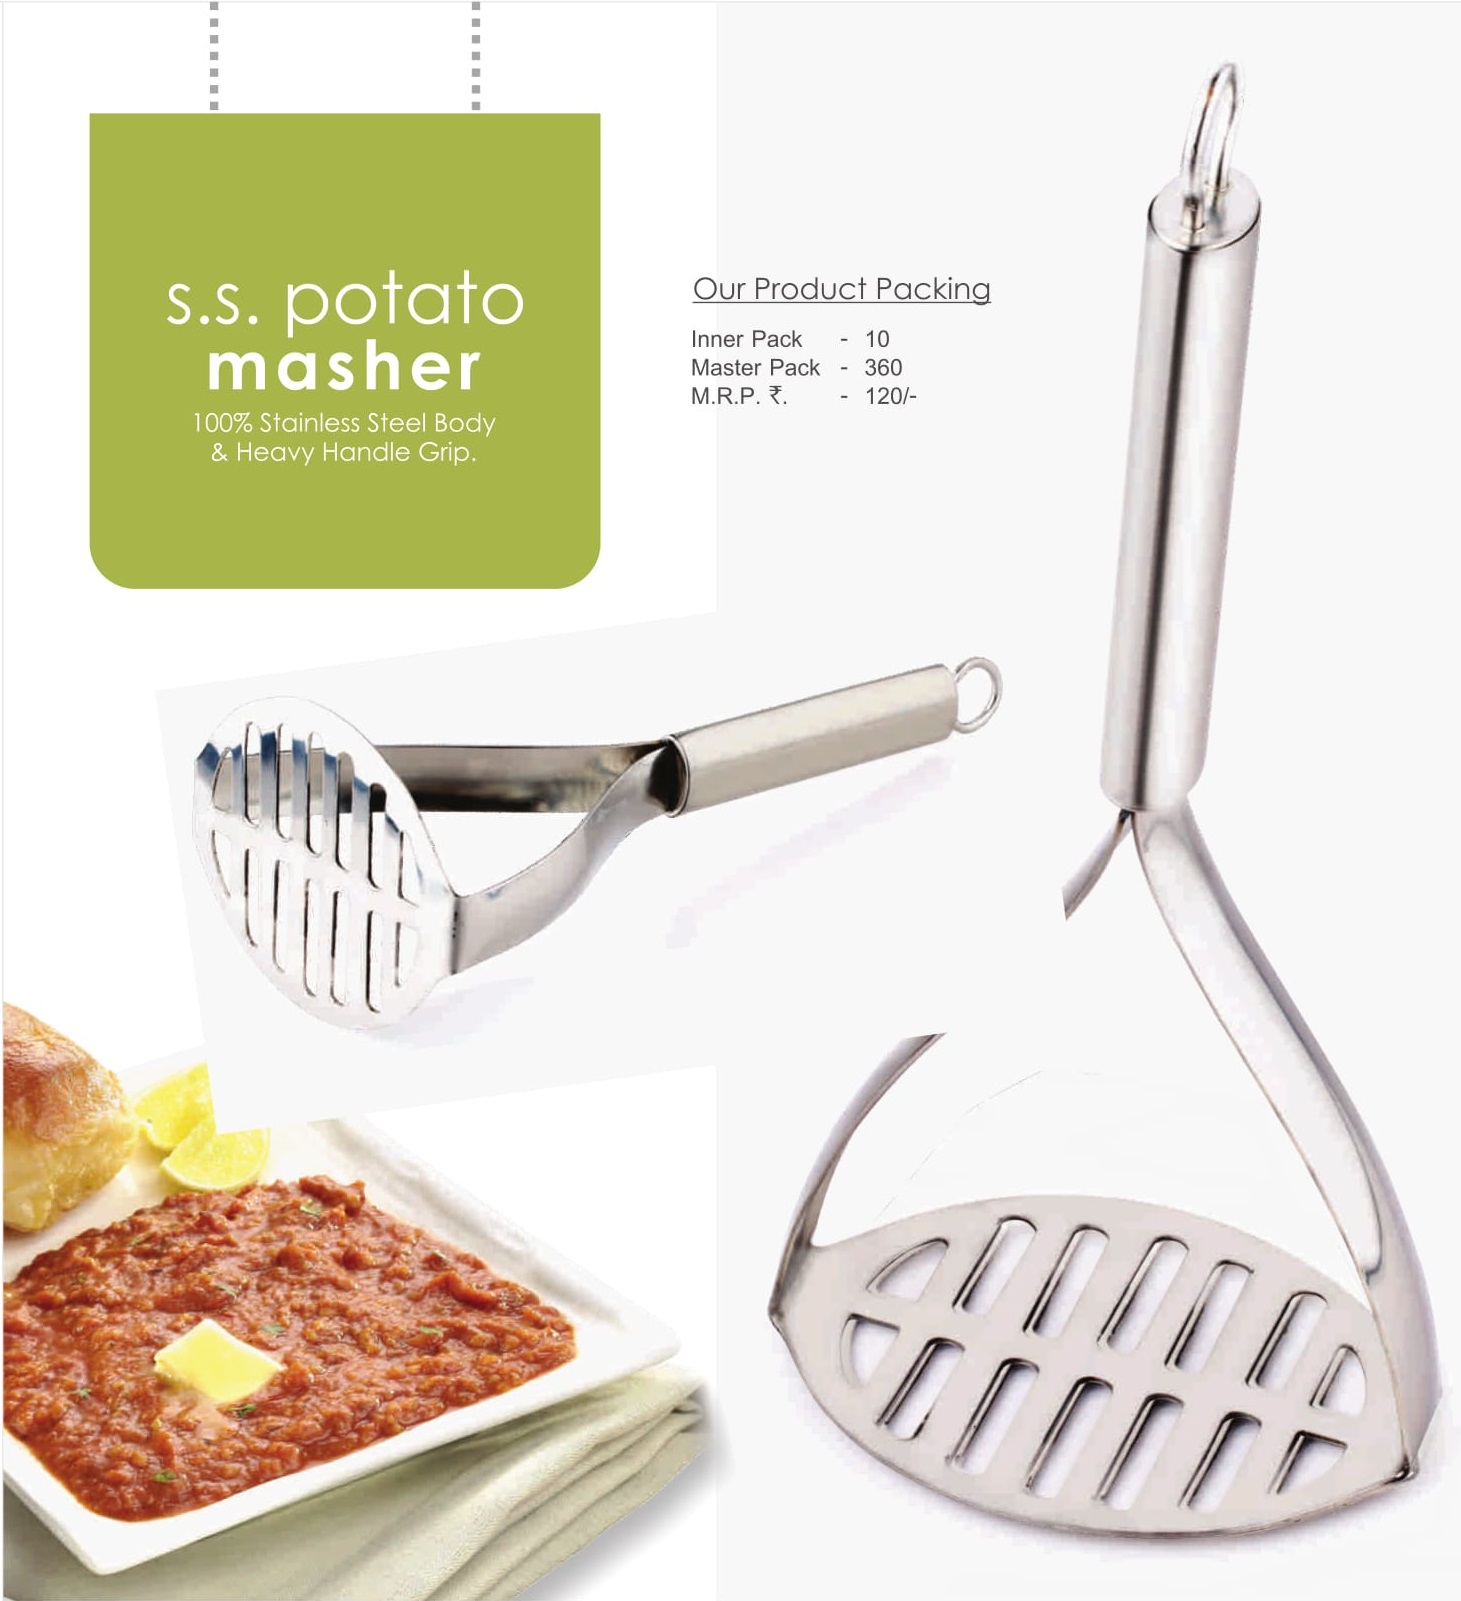 s.s. potato
masher
100% Stainless Steel Body
& Heavy Handle Grip.
Our Product Packing
Inner Pack - 10
Master Pack - 360
M.R.P. ₹. - 120/-